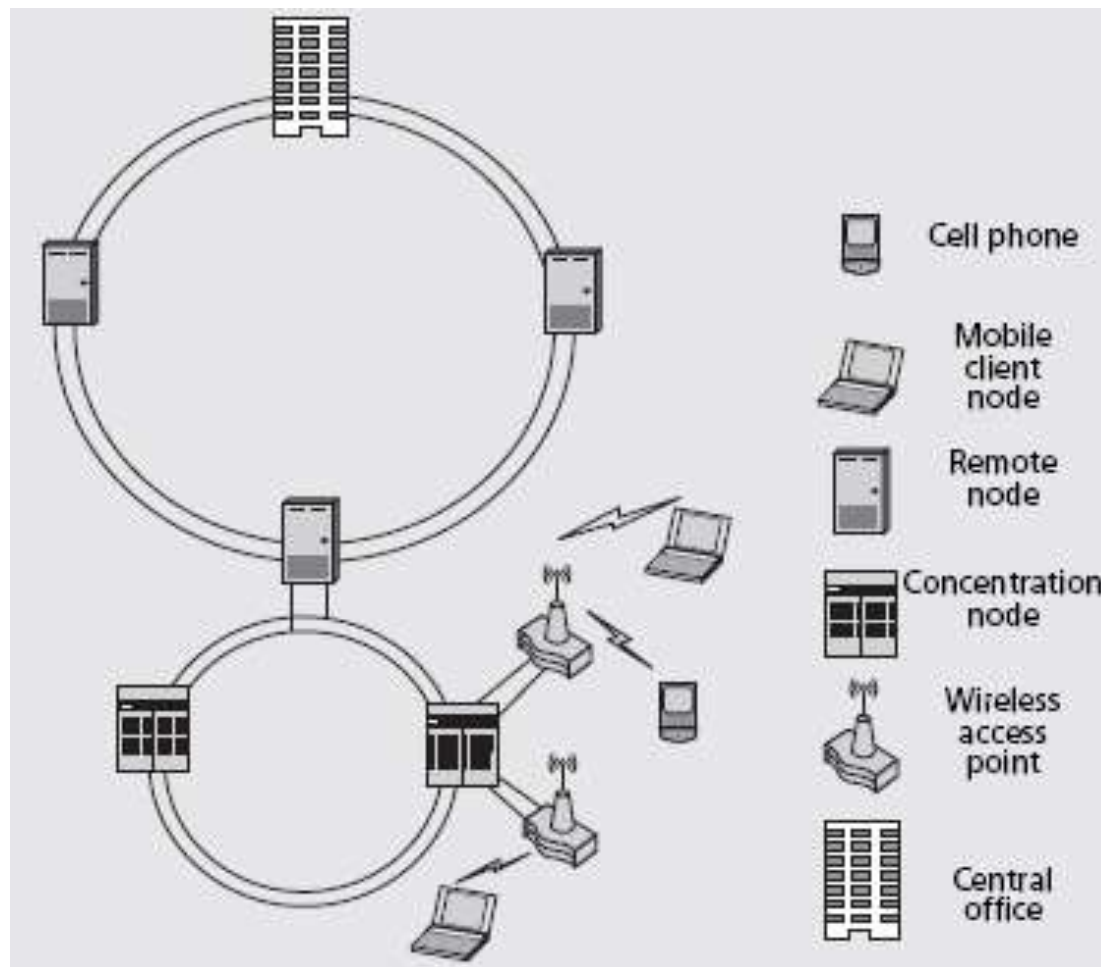 Cell phone
Mobile
client
node
Remote
node
Concentration
node
Wireless
access
point
Central
office